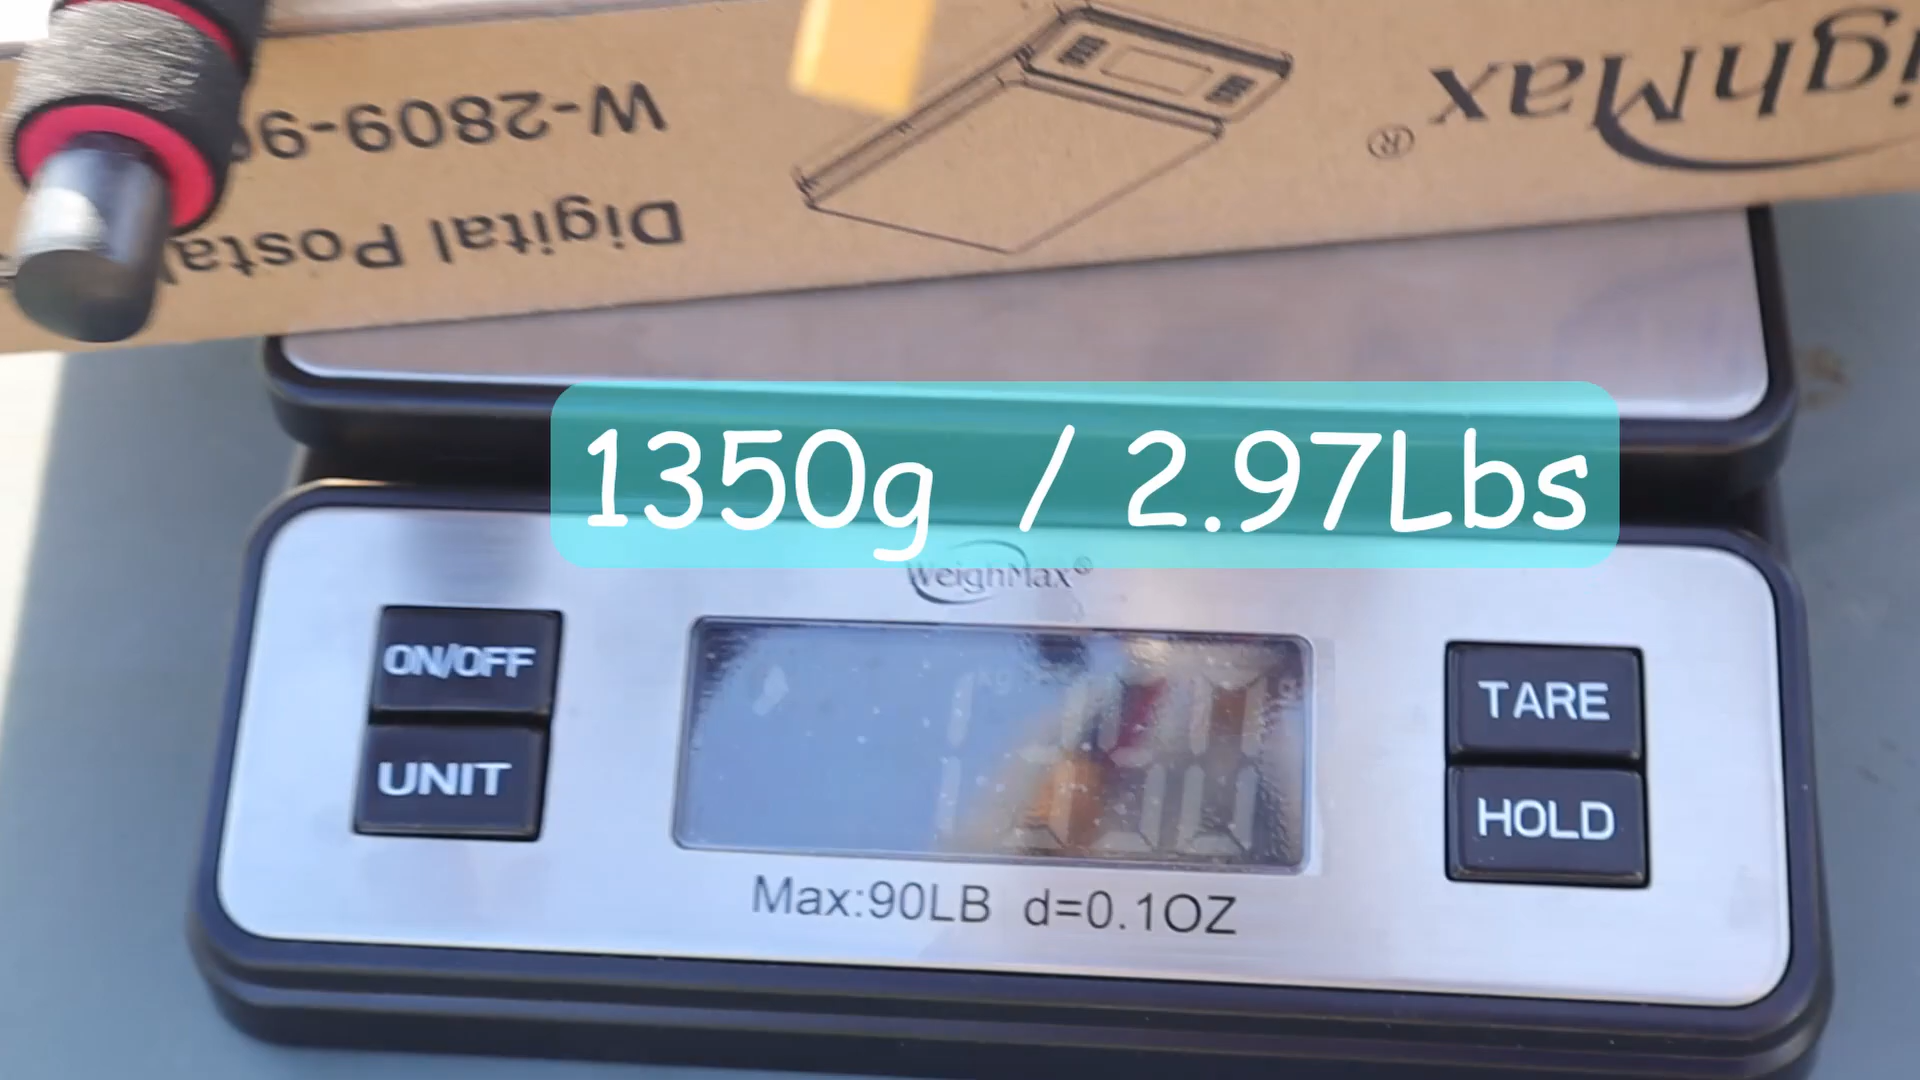 ighMax®
W-2809-9
Digital Postal
1350g / 2.97Lbs
WeighMax®
ON/OFF
UNIT
TARE
HOLD
Max:90LB d=0.1OZ